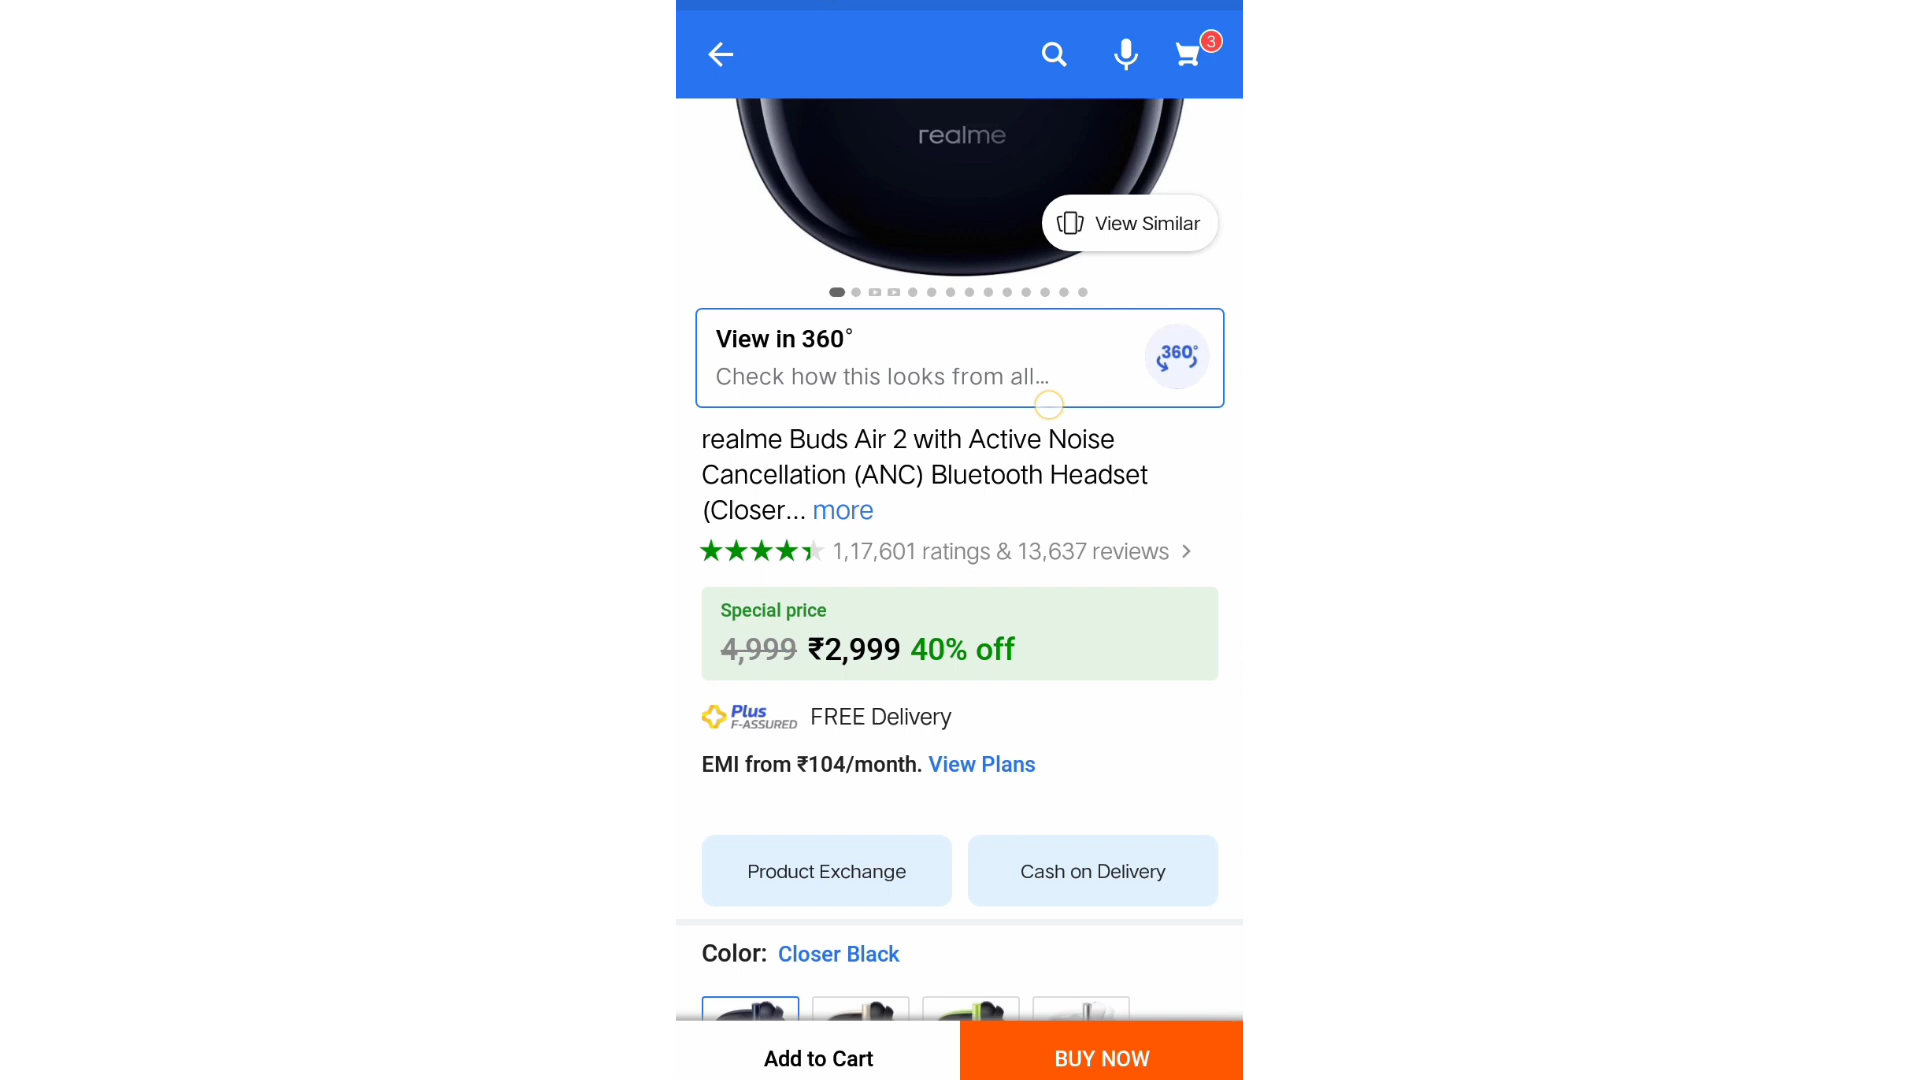 3
realme
View Similar
View in 360°
Check how this looks from all...
360°
realme Buds Air 2 with Active Noise
Cancellation (ANC) Bluetooth Headset
(Closer... more
1,17,601 ratings & 13,637 reviews
Special price
4,999 ₹2,999 40% off
Plus
F-ASSURED
FREE Delivery
EMI from ₹104/month. View Plans
Product Exchange
Cash on Delivery
Color: Closer Black
Add to Cart
BUY NOW